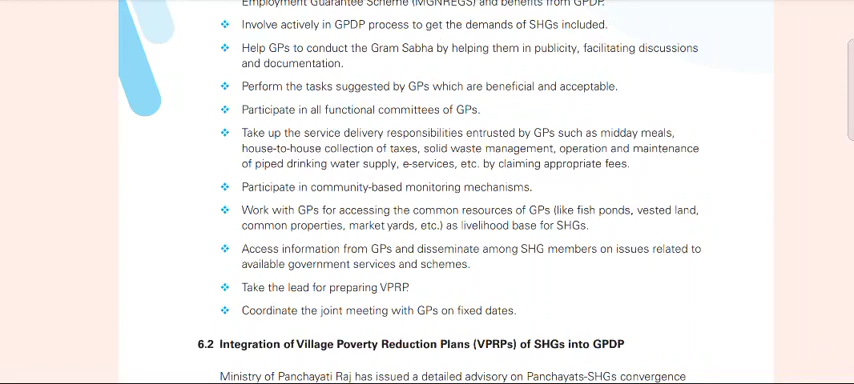 Employment Guarantee Scheme (MGNREGS) and benefits from GPDP.
❖ Involve actively in GPDP process to get the demands of SHGs included.
❖ Help GPs to conduct the Gram Sabha by helping them in publicity, facilitating discussions
and documentation.
❖ Perform the tasks suggested by GPs which are beneficial and acceptable.
❖ Participate in all functional committees of GPs.
❖ Take up the service delivery responsibilities entrusted by GPs such as midday meals,
house-to-house collection of taxes, solid waste management, operation and maintenance
of piped drinking water supply, e-services, etc. by claiming appropriate fees.
❖ Participate in community-based monitoring mechanisms.
❖ Work with GPs for accessing the common resources of GPs (like fish ponds, vested land,
common properties, market yards, etc.) as livelihood base for SHGs.
❖ Access information from GPs and disseminate among SHG members on issues related to
available government services and schemes.
❖ Take the lead for preparing VPRP.
❖ Coordinate the joint meeting with GPs on fixed dates.
6.2 Integration of Village Poverty Reduction Plans (VPRPs) of SHGs into GPDP
Ministry of Panchayati Raj has issued a detailed advisory on Panchayats-SHGs convergence